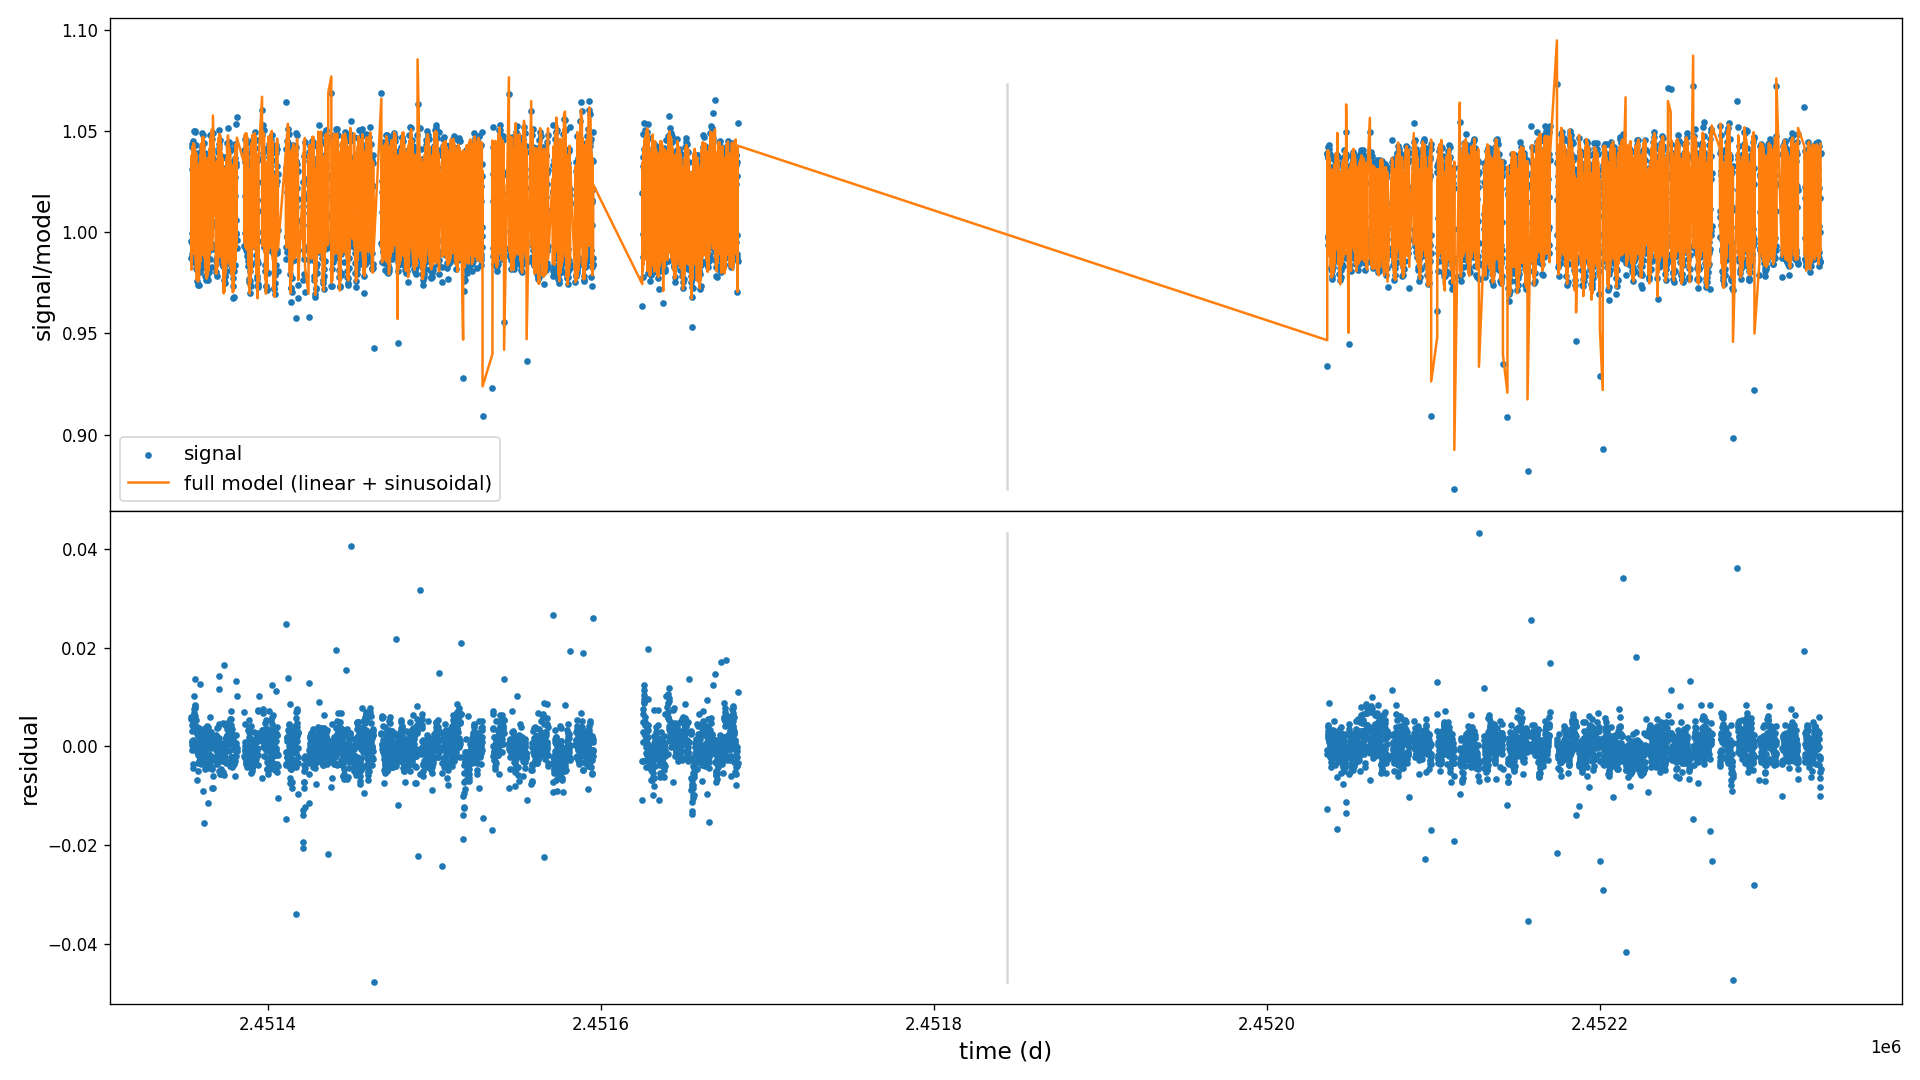 1.10
1.05
1.00
0.95
0.90
signal/model
signal
full model (linear + sinusoidal)
0.04
0.02
0.00
−0.02
−0.04
residual
2.4514
2.4516
2.4518
2.4520
2.4522
1e6
time (d)